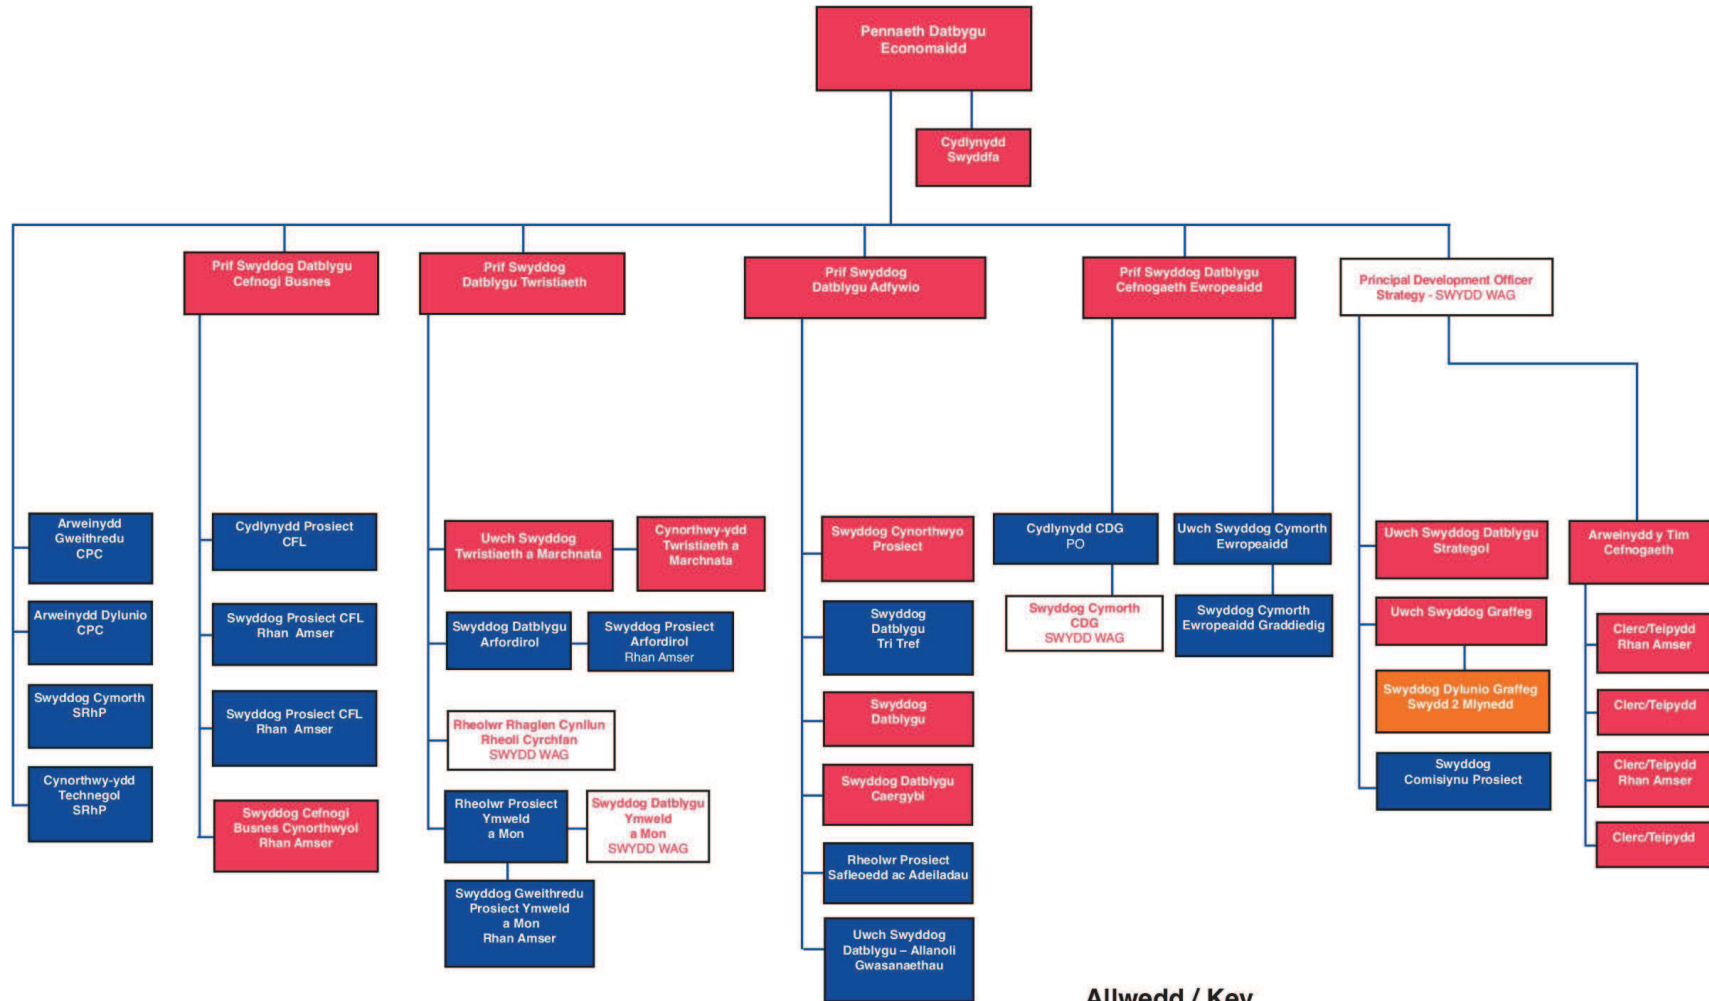 Pennaeth Datbygu
Economaidd
Cydlynydd
Swyddfa
Prif Swyddog Datblygu
Cefnogi Busnes
Prif Swyddog
Datblygu Twristiaeth
Prif Swyddog
Datblygu Adfywio
Prif Swyddog Datblygu
Cefnogaeth Ewropeaidd
Principal Development Officer
Strategy - SWYDD WAG
Arweinydd
Gweithredu
CPC
Arweinydd Dylunio
CPC
Swyddog Cymorth
SRhP
Cynorthwy-ydd
Technegol
SRhP
Cydlynydd Prosiect
CFL
Swyddog Prosiect CFL
Rhan Amser
Swyddog Prosiect CFL
Rhan Amser
Swyddog Cefnogi
Busnes Cynorthwyol
Rhan Amser
Uwch Swyddog
Twristiaeth a Marchnata
Cynorthwy-ydd
Twristiaeth a
Marchnata
Swyddog Datblygu
Arfordirol
Swyddog Prosiect
Arfordirol
Rhan Amser
Rheolwr Rhaglen Cynllun
Rheoli Cyrchfan
SWYDD WAG
Rheolwr Prosiect
Ymweld
a Mon
Swyddog Datblygu
Ymweld
a Mon
SWYDD WAG
Swyddog Gweithredu
Prosiect Ymweld
a Mon
Rhan Amser
Swyddog Cynorthwyo
Prosiect
Swyddog
Datblygu
Tri Tref
Swyddog
Datblygu
Swyddog Datblygu
Caergybi
Rheolwr Prosiect
Safleoedd ac Adeiladau
Uwch Swyddog
Datblygu – Allanoli
Gwasanaethau
Cydlynydd CDG
PO
Swyddog Cymorth
CDG
SWYDD WAG
Uwch Swyddog Cymorth
Ewropeaidd
Swyddog Cymorth
Ewropeaidd Graddiedig
Uwch Swyddog Datblygu
Strategol
Uwch Swyddog Graffeg
Swyddog Dylunio Graffeg
Swydd 2 Mlynedd
Swyddog
Comisiynu Prosiect
Arweinydd y Tim
Cefnogaeth
Clerc/Teipydd
Rhan Amser
Clerc/Teipydd
Clerc/Teipydd
Rhan Amser
Clerc/Teipydd
Allwedd / Key